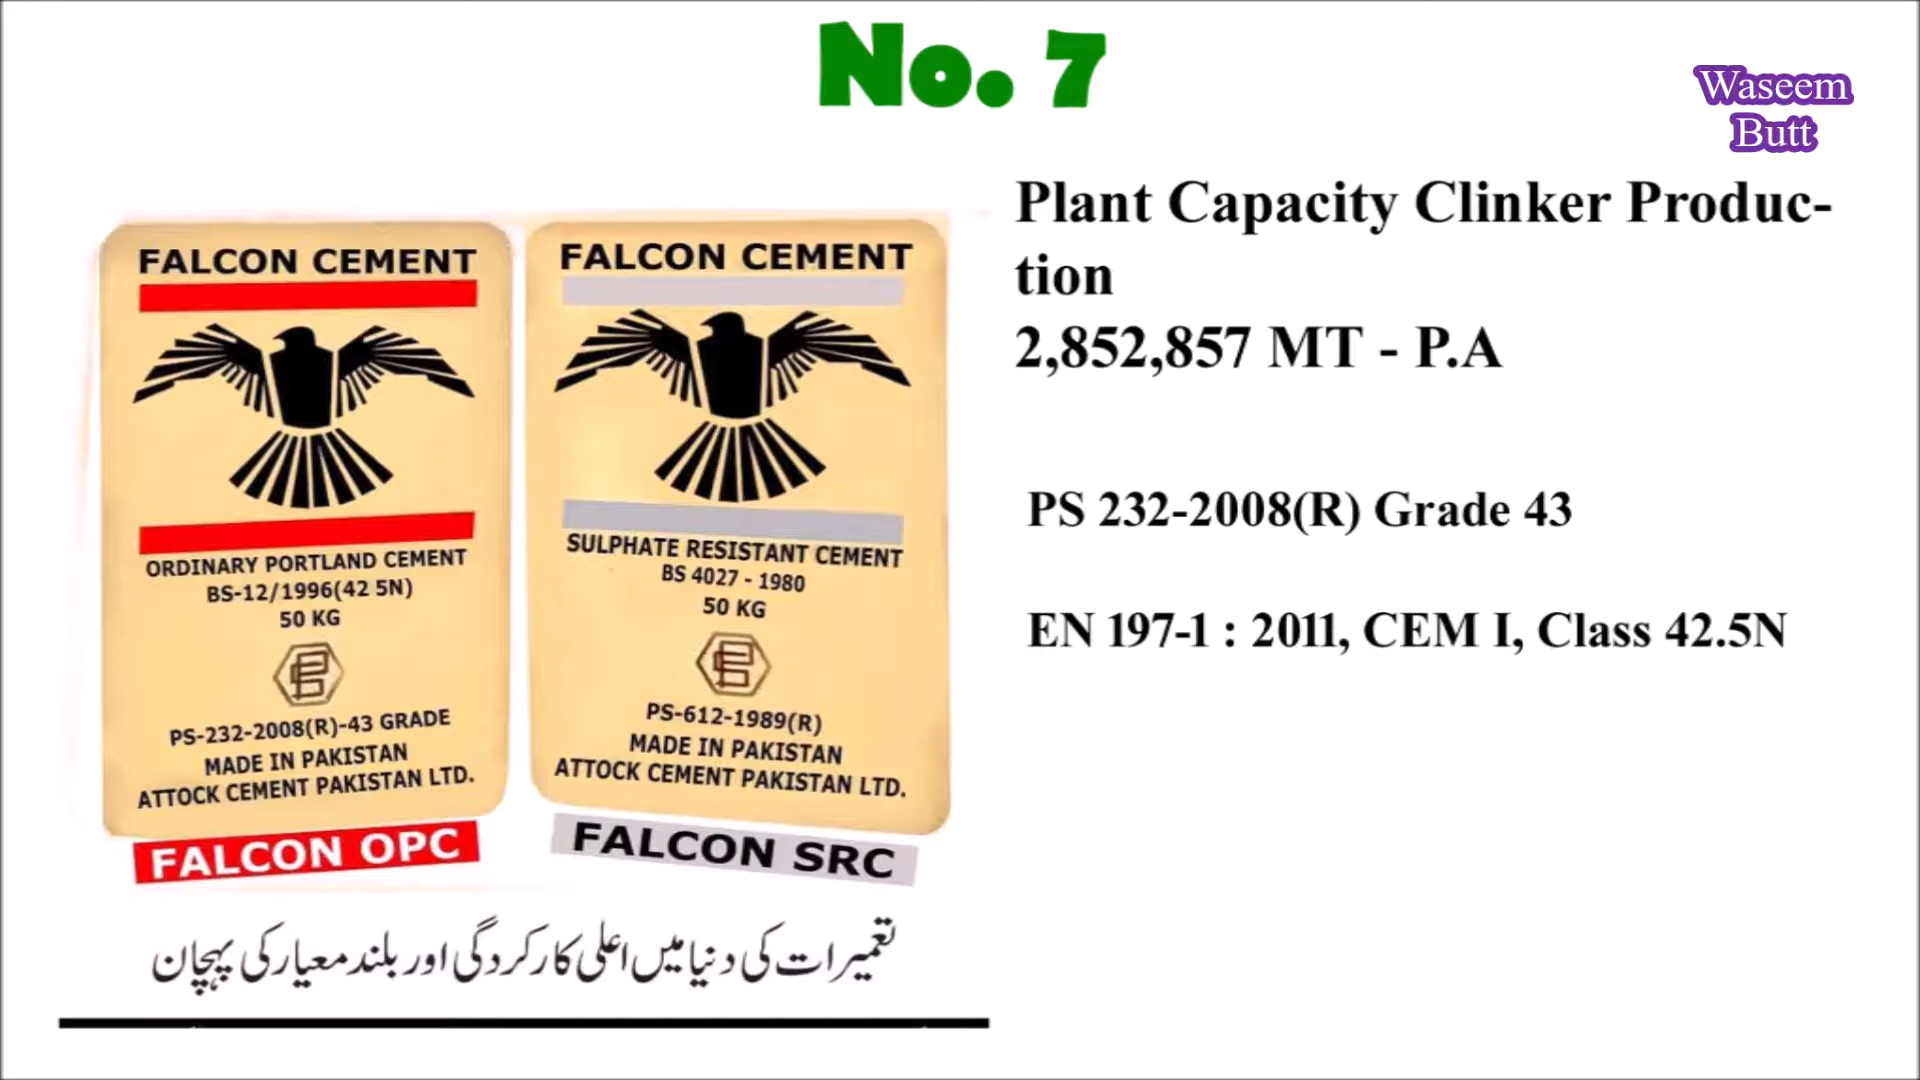 No. 7
Waseem
Butt
Plant Capacity Clinker Produc-
tion
2,852,857 MT - P.A
PS 232-2008(R) Grade 43
EN 197-1 : 2011, CEM I, Class 42.5N
FALCON CEMENT
ORDINARY PORTLAND CEMENT
BS-12/1996(42 5N)
50 KG
PS-232-2008(R)-43 GRADE
MADE IN PAKISTAN
ATTOCK CEMENT PAKISTAN LTD.
FALCON OPC
FALCON CEMENT
SULPHATE RESISTANT CEMENT
BS 4027 - 1980
50 KG
PS-612-1989(R)
MADE IN PAKISTAN
ATTOCK CEMENT PAKISTAN LTD.
FALCON SRC
تعمیرات کی دنیا میں اعلی کارکردگی اور بلند معیار کی پہچان